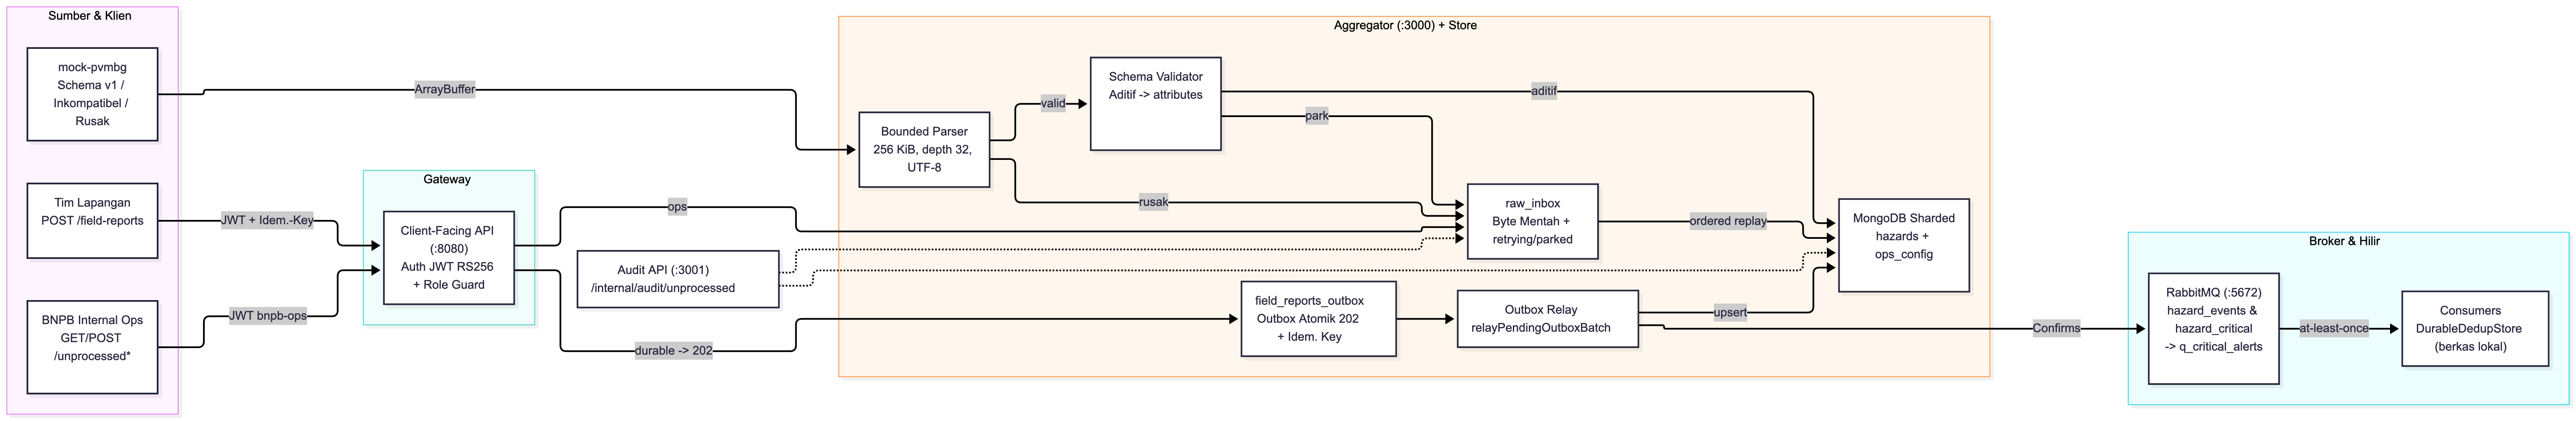 Sumber & Klien
mock-pvmbg
Schema v1 /
Inkompatibel /
Rusak
Tim Lapangan
POST /field-reports
BNPB Internal Ops
GET/POST
/unprocessed*
ArrayBuffer
JWT + Idem.-Key
JWT bnpb-ops
Gateway
Client-Facing API
(:8080)
Auth JWT RS256
+ Role Guard
ops
durable -> 202
Audit API (:3001)
/internal/audit/unprocessed
Aggregator (:3000) + Store
Bounded Parser
256 KiB, depth 32,
UTF-8
valid
rusak
Schema Validator
Aditif -> attributes
aditif
park
raw_inbox
Byte Mentah +
retrying/parked
ordered replay
field_reports_outbox
Outbox Atomik 202
+ Idem. Key
Outbox Relay
relayPendingOutboxBatch
upsert
MongoDB Sharded
hazards +
ops_config
Confirms
Broker & Hilir
RabbitMQ (:5672)
hazard_events &
hazard_critical
-> q_critical_alerts
at-least-once
Consumers
DurableDedupStore
(berkas lokal)